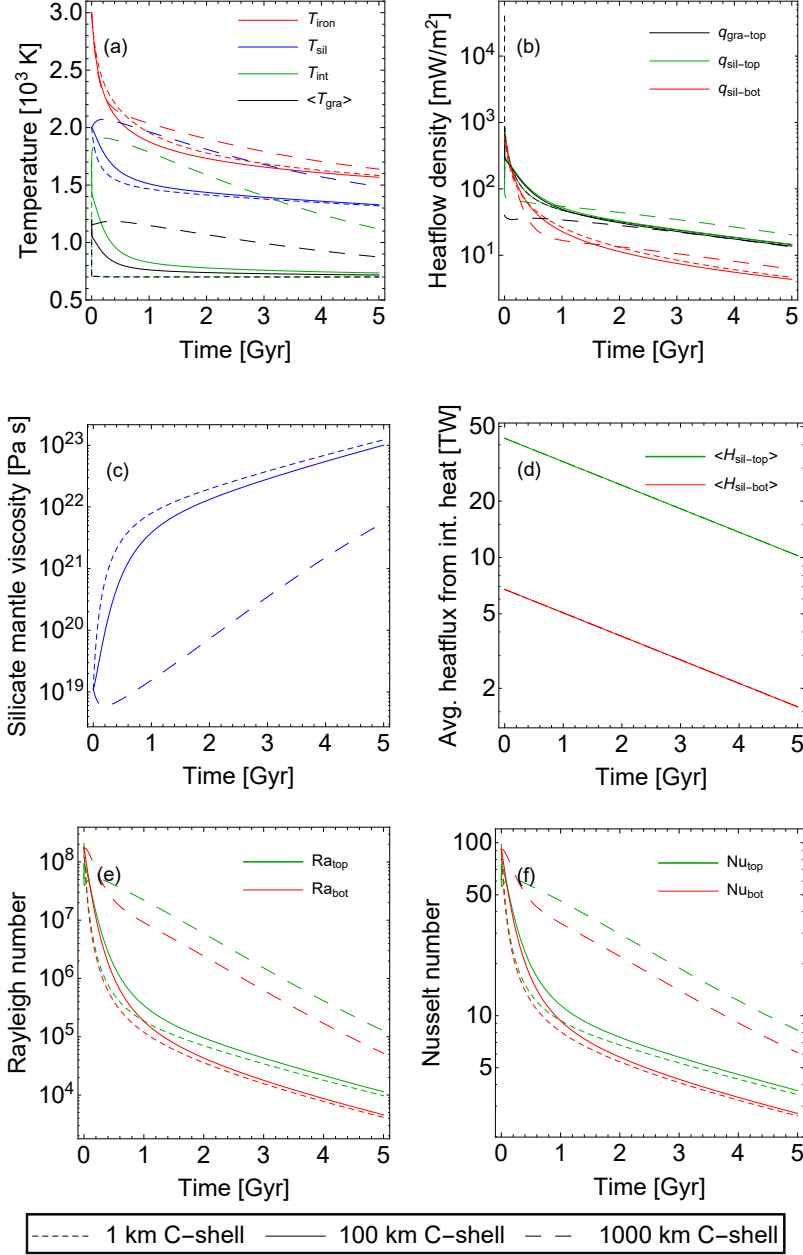 (a)
T_iron
T_sil
T_int
<T_gra>
Temperature [10³ K]
3.0
2.5
2.0
1.5
1.0
0.5
0 1 2 3 4 5
Time [Gyr]
(b)
q_gra−top
q_sil−top
q_sil−bot
Heatflow density [mW/m²]
10⁴
10³
10²
10¹
0 1 2 3 4 5
Time [Gyr]
(c)
Silicate mantle viscosity [Pa s]
10²³
10²²
10²¹
10²⁰
10¹⁹
0 1 2 3 4 5
Time [Gyr]
(d)
<H_sil−top>
<H_sil−bot>
Avg. heatflux from int. heat [TW]
50
20
10
5
2
0 1 2 3 4 5
Time [Gyr]
(e)
Ra_top
Ra_bot
Rayleigh number
10⁸
10⁷
10⁶
10⁵
10⁴
0 1 2 3 4 5
Time [Gyr]
(f)
Nu_top
Nu_bot
Nusselt number
100
50
10
5
0 1 2 3 4 5
Time [Gyr]
1 km C−shell 100 km C−shell 1000 km C−shell